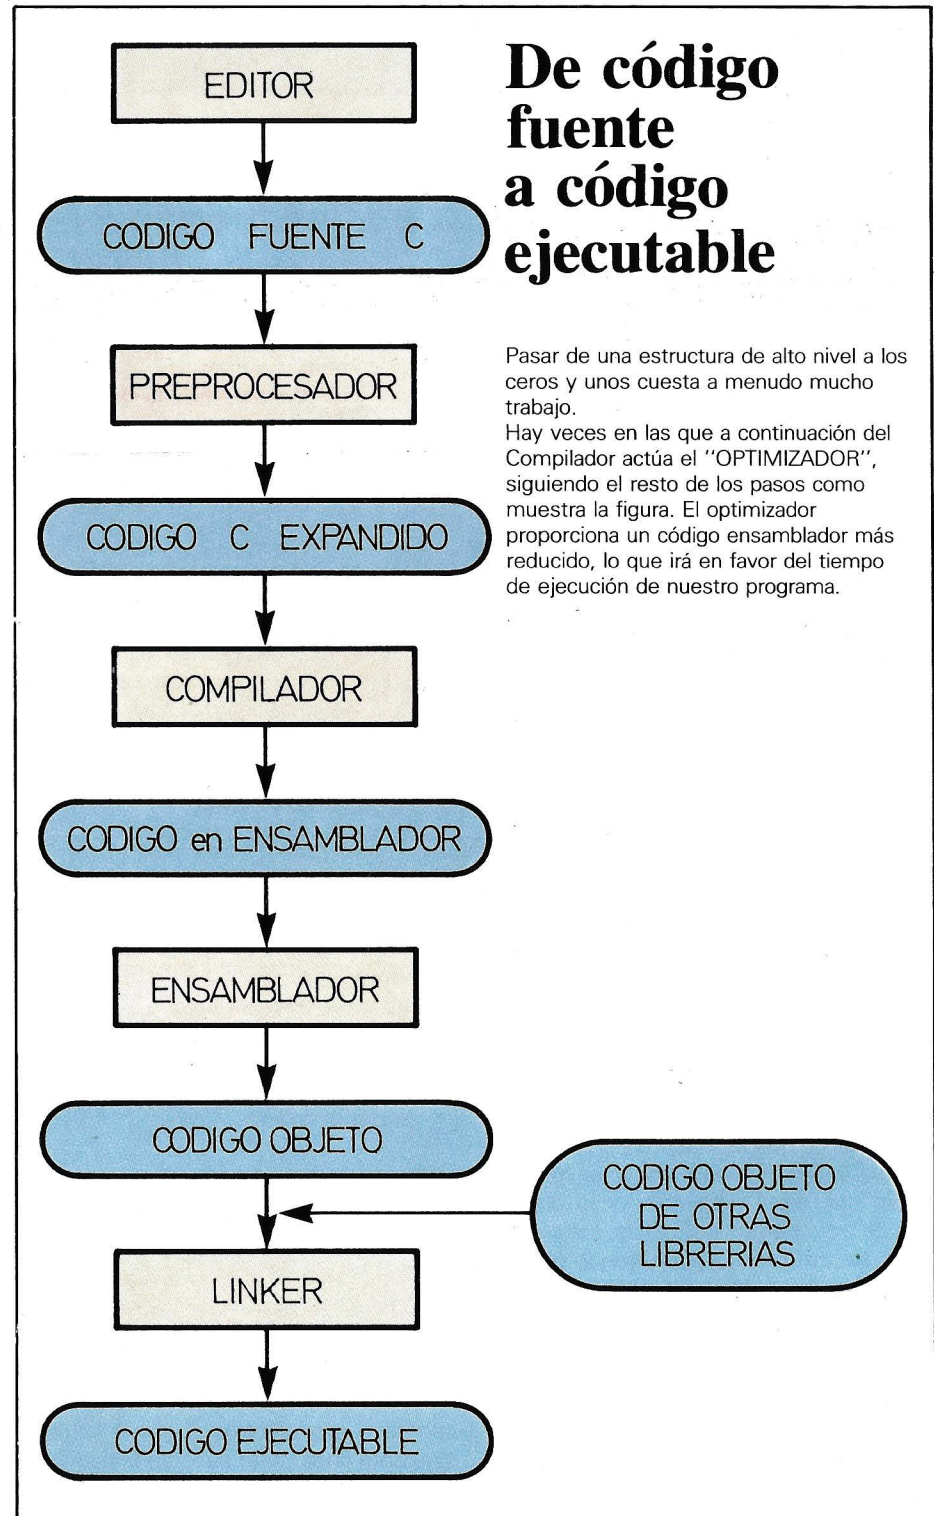 De código
fuente
a código
ejecutable
Pasar de una estructura de alto nivel a los
ceros y unos cuesta a menudo mucho
trabajo.
Hay veces en las que a continuación del
Compilador actúa el ''OPTIMIZADOR'',
siguiendo el resto de los pasos como
muestra la figura. El optimizador
proporciona un código ensamblador más
reducido, lo que irá en favor del tiempo
de ejecución de nuestro programa.
EDITOR
CODIGO FUENTE C
PREPROCESADOR
CODIGO C EXPANDIDO
COMPILADOR
CODIGO en ENSAMBLADOR
ENSAMBLADOR
CODIGO OBJETO
CODIGO OBJETO
DE OTRAS
LIBRERIAS
LINKER
CODIGO EJECUTABLE